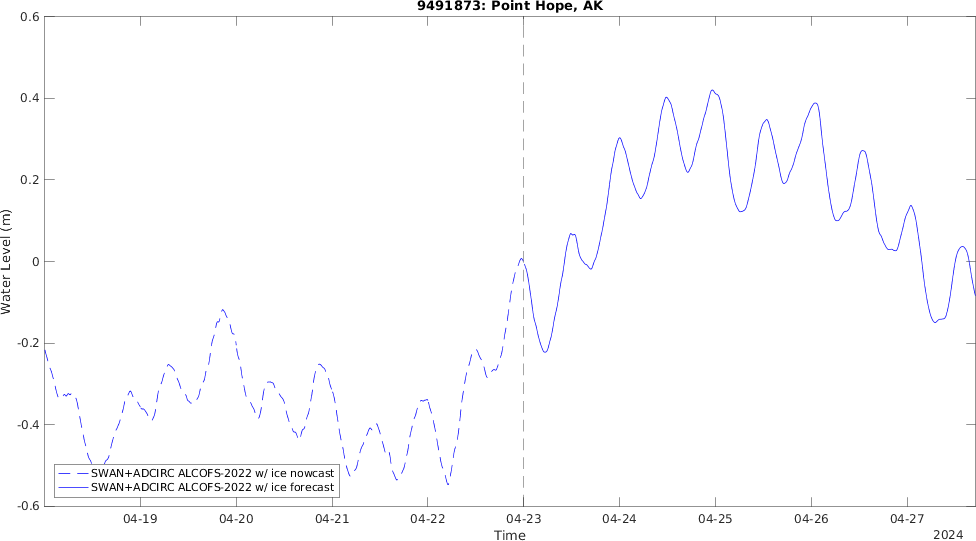 9491873: Point Hope, AK
0.6
0.4
0.2
0
-0.2
-0.4
-0.6
Water Level (m)
SWAN+ADCIRC ALCOFS-2022 w/ ice nowcast
SWAN+ADCIRC ALCOFS-2022 w/ ice forecast
04-19 04-20 04-21 04-22 04-23 04-24 04-25 04-26 04-27
Time
2024